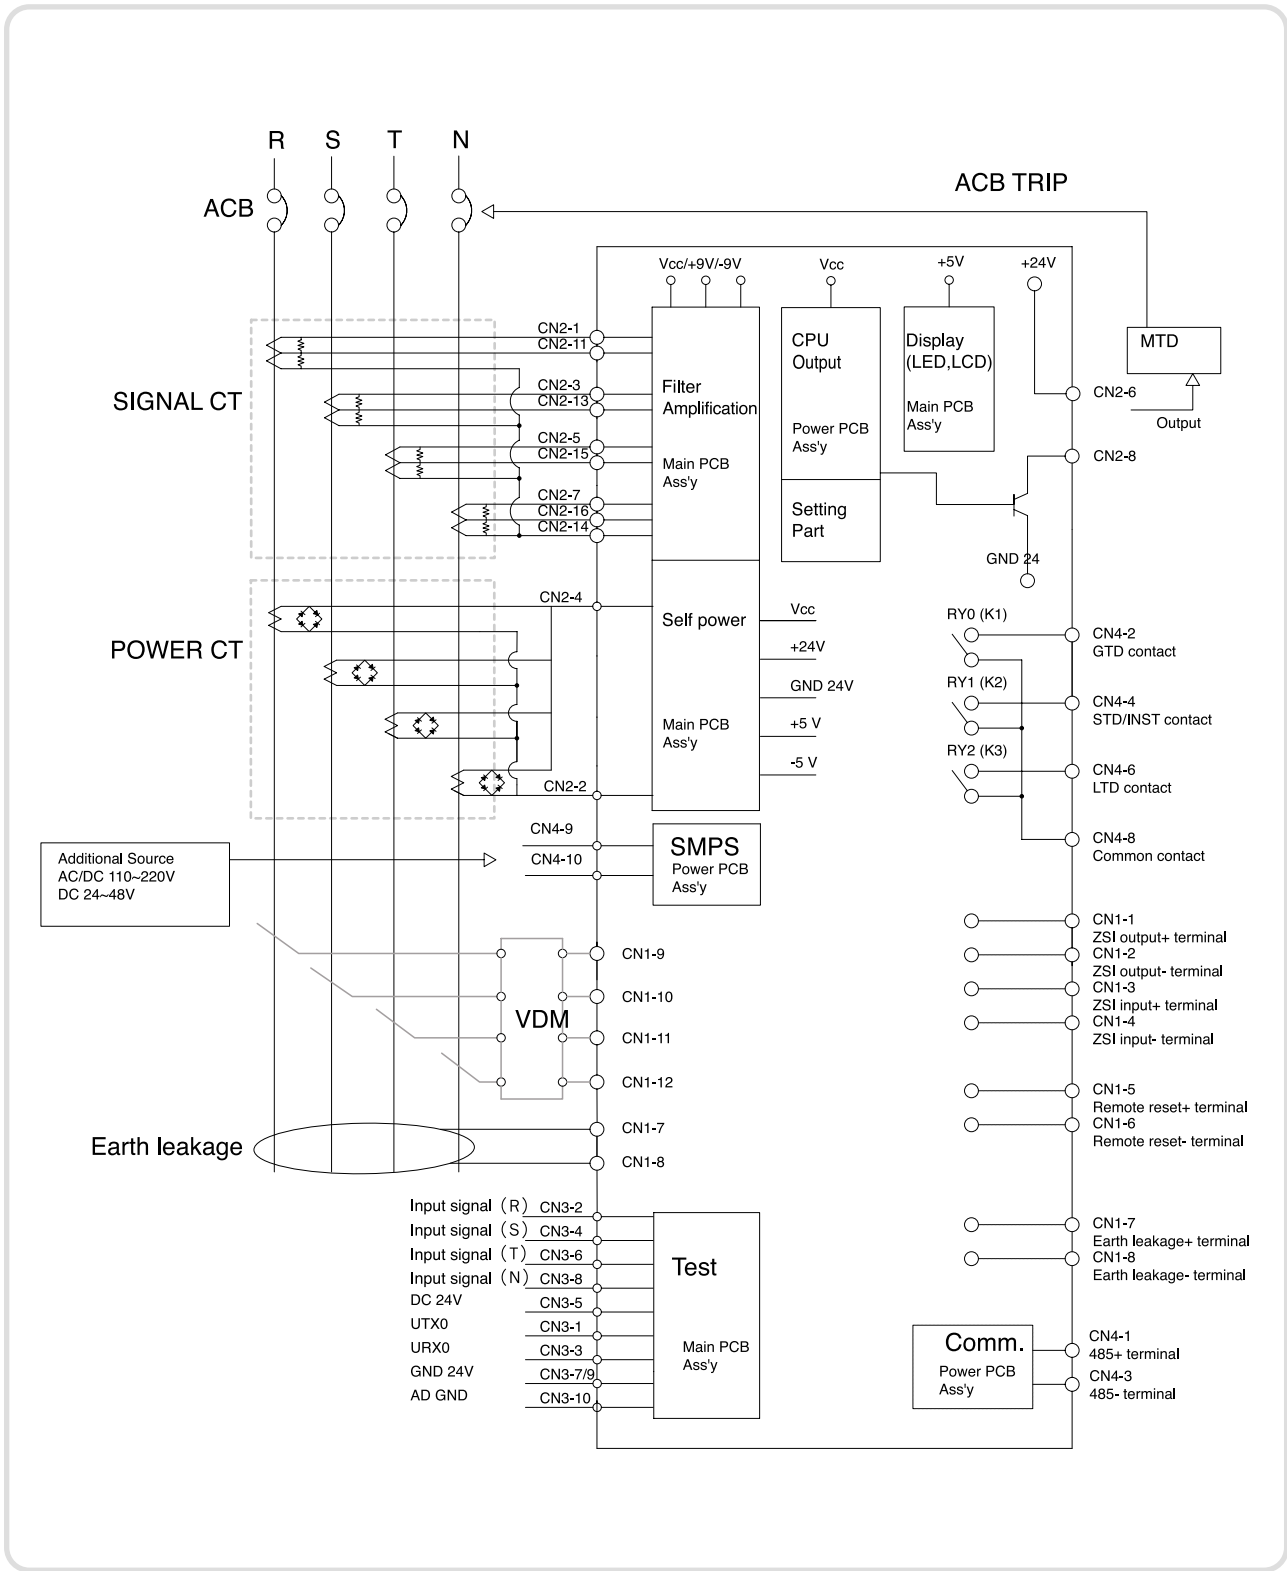 R S T N
ACB TRIP
ACB
Vcc/+9V/-9V
Vcc
+5V
+24V
CN2-1
CN2-11
CN2-3
CN2-13
CN2-5
CN2-15
CN2-7
CN2-16
CN2-14
SIGNAL CT
Filter
Amplification
Main PCB
Ass'y
CPU
Output
Power PCB
Ass'y
Setting
Part
Display
(LED,LCD)
Main PCB
Ass'y
MTD
CN2-6
Output
CN2-8
GND 24
POWER CT
CN2-4
CN2-2
Self power
Main PCB
Ass'y
Vcc
+24V
GND 24V
+5 V
-5 V
RY0 (K1)
RY1 (K2)
RY2 (K3)
CN4-2
GTD contact
CN4-4
STD/INST contact
CN4-6
LTD contact
CN4-8
Common contact
Additional Source
AC/DC 110~220V
DC 24~48V
CN4-9
CN4-10
SMPS
Power PCB
Ass'y
VDM
CN1-9
CN1-10
CN1-11
CN1-12
CN1-1
ZSI output+ terminal
CN1-2
ZSI output- terminal
CN1-3
ZSI input+ terminal
CN1-4
ZSI input- terminal
CN1-5
Remote reset+ terminal
CN1-6
Remote reset- terminal
Earth leakage
CN1-7
CN1-8
CN1-7
Earth leakage+ terminal
CN1-8
Earth leakage- terminal
Input signal (R) CN3-2
Input signal (S) CN3-4
Input signal (T) CN3-6
Input signal (N) CN3-8
DC 24V CN3-5
UTX0 CN3-1
URX0 CN3-3
GND 24V CN3-7/9
AD GND CN3-10
Test
Main PCB
Ass'y
Comm.
Power PCB
Ass'y
CN4-1
485+ terminal
CN4-3
485- terminal